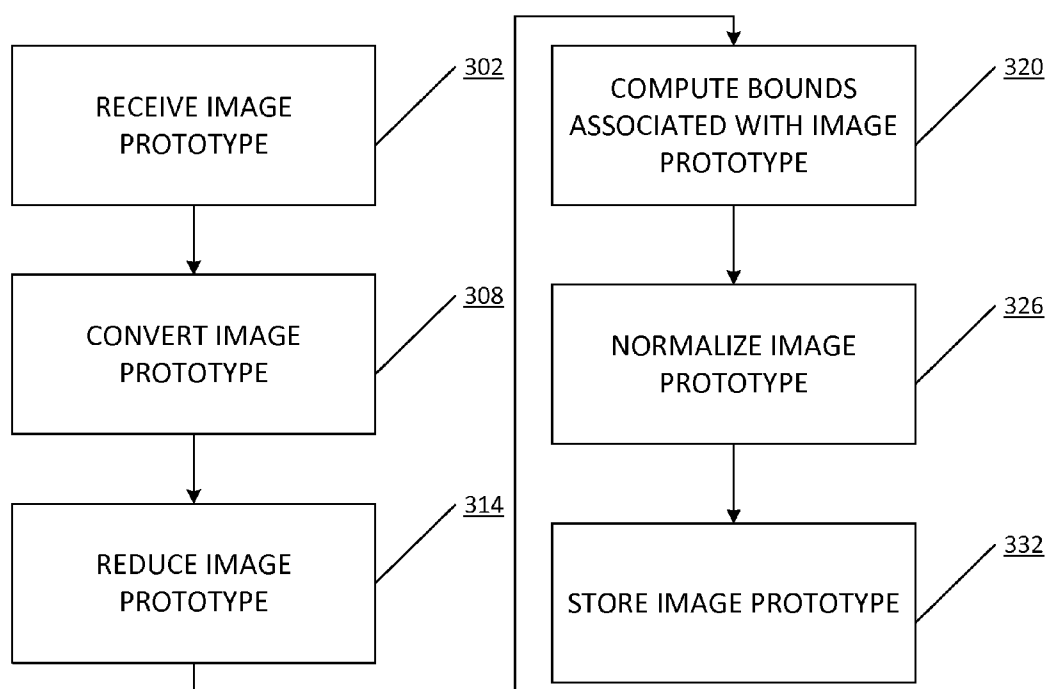 RECEIVE IMAGE
PROTOTYPE
302
CONVERT IMAGE
PROTOTYPE
308
REDUCE IMAGE
PROTOTYPE
314
COMPUTE BOUNDS
ASSOCIATED WITH IMAGE
PROTOTYPE
320
NORMALIZE IMAGE
PROTOTYPE
326
STORE IMAGE PROTOTYPE
332